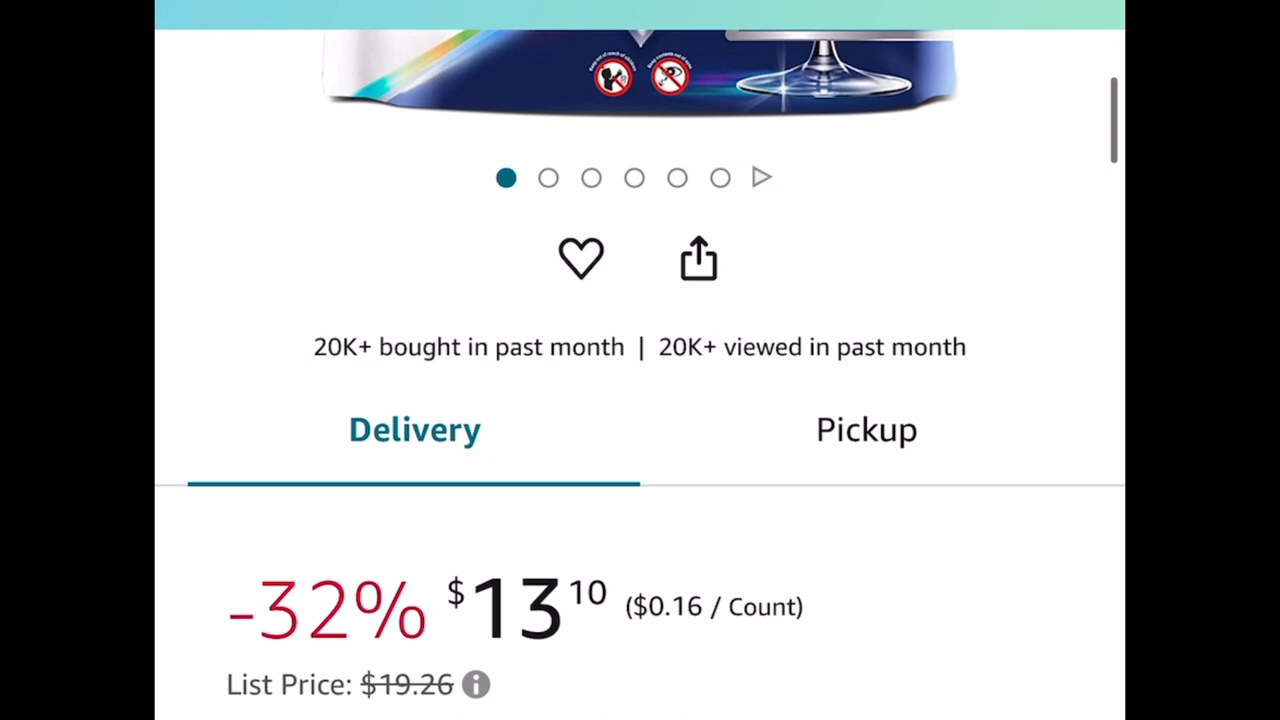 20K+ bought in past month | 20K+ viewed in past month
Delivery
Pickup
-32% $13 10 ($0.16 / Count)
List Price: $19.26